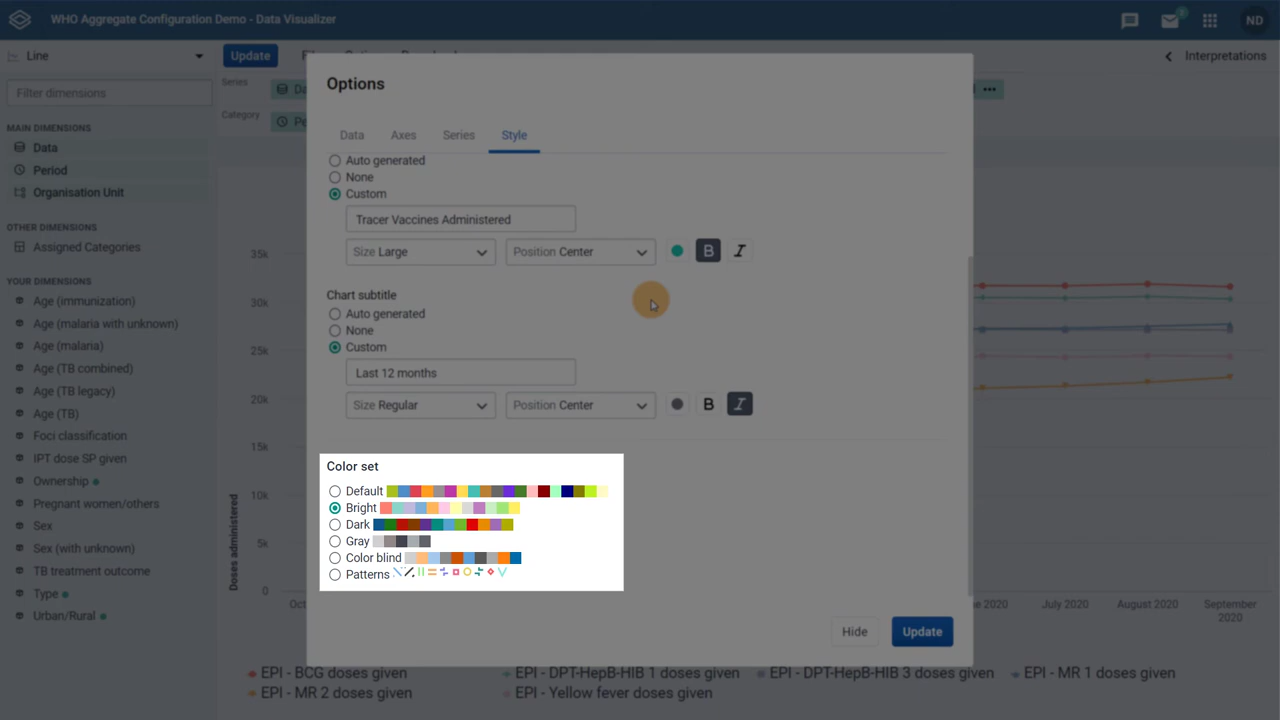 WHO Aggregate Configuration Demo - Data Visualizer
ND
Line
Update
Interpretations
Filter dimensions
Series
Category
MAIN DIMENSIONS
Data
Period
Organisation Unit
OTHER DIMENSIONS
Assigned Categories
YOUR DIMENSIONS
Age (immunization)
Age (malaria with unknown)
Age (malaria)
Age (TB combined)
Age (TB legacy)
Age (TB)
Foci classification
IPT dose SP given
Ownership
Pregnant women/others
Sex
Sex (with unknown)
TB treatment outcome
Type
Urban/Rural
Options
Data
Axes
Series
Style
Auto generated
None
Custom
Tracer Vaccines Administered
Size Large
Position Center
B
I
Chart subtitle
Auto generated
None
Custom
Last 12 months
Size Regular
Position Center
B
I
Color set
Default
Bright
Dark
Gray
Color blind
Patterns
Hide
Update
35k
30k
25k
20k
15k
10k
5k
0
Doses administered
July 2020
August 2020
September
2020
EPI - BCG doses given
EPI - DPT-HepB-HIB 1 doses given
EPI - DPT-HepB-HIB 3 doses given
EPI - MR 1 doses given
EPI - MR 2 doses given
EPI - Yellow fever doses given